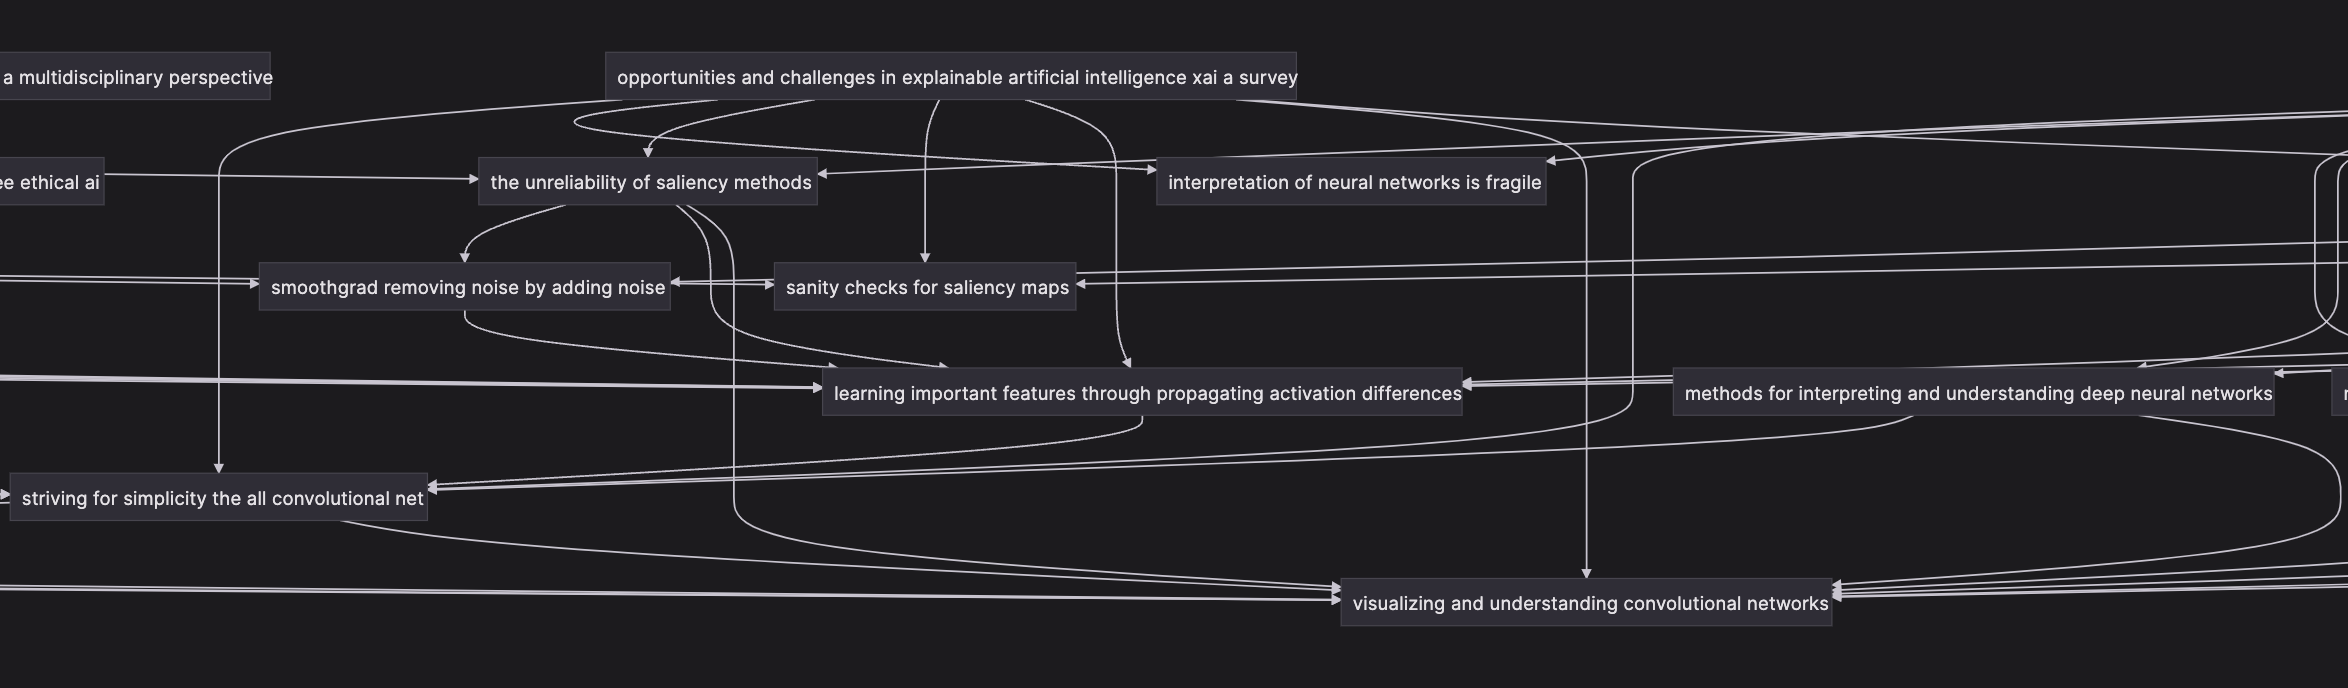 a multidisciplinary perspective
opportunities and challenges in explainable artificial intelligence xai a survey
ethical ai
the unreliability of saliency methods
interpretation of neural networks is fragile
smoothgrad removing noise by adding noise
sanity checks for saliency maps
learning important features through propagating activation differences
methods for interpreting and understanding deep neural networks
striving for simplicity the all convolutional net
visualizing and understanding convolutional networks